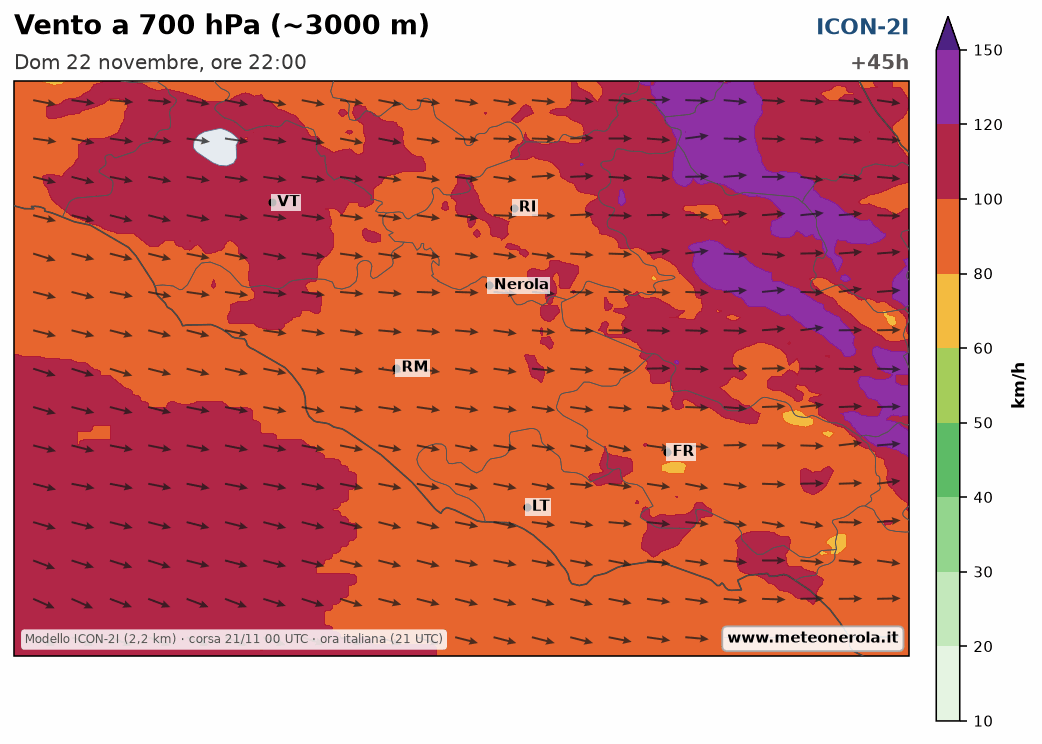 Vento a 700 hPa (~3000 m)
ICON-2I
Dom 22 novembre, ore 22:00
+45h
150
120
100
80
60
50
40
30
20
10
km/h
VT
RI
Nerola
RM
FR
LT
Modello ICON-2I (2,2 km) · corsa 21/11 00 UTC · ora italiana (21 UTC)
www.meteonerola.it